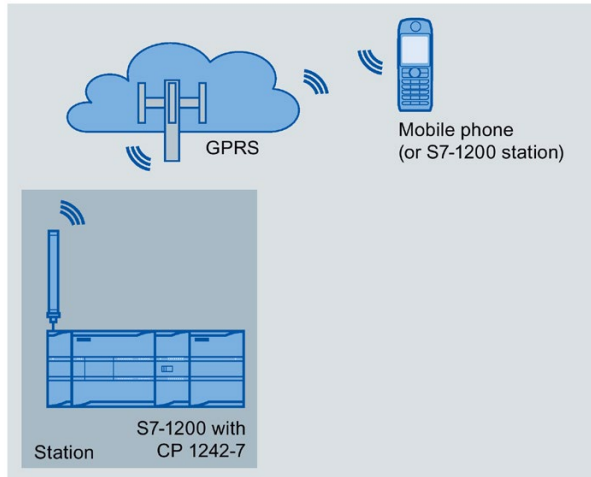 GPRS
Mobile phone
(or S7-1200 station)
S7-1200 with
CP 1242-7
Station